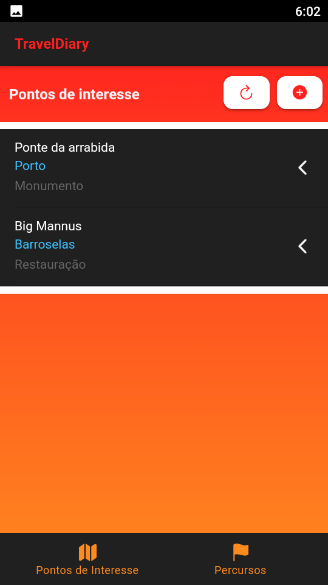 6:02
TravelDiary
Pontos de interesse
Ponte da arrabida
Porto
Monumento
Big Mannus
Barroselas
Restauração
Pontos de Interesse
Percursos